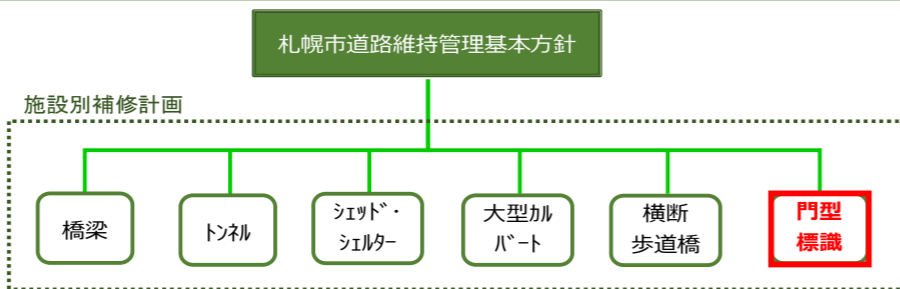 札幌市道路維持管理基本方針
施設別補修計画
橋梁
ﾄﾝﾈﾙ
ｼｪｯﾄﾞ・
ｼｪﾙﾀｰ
大型ｶﾙ
ﾊﾞｰﾄ
横断
歩道橋
門型
標識